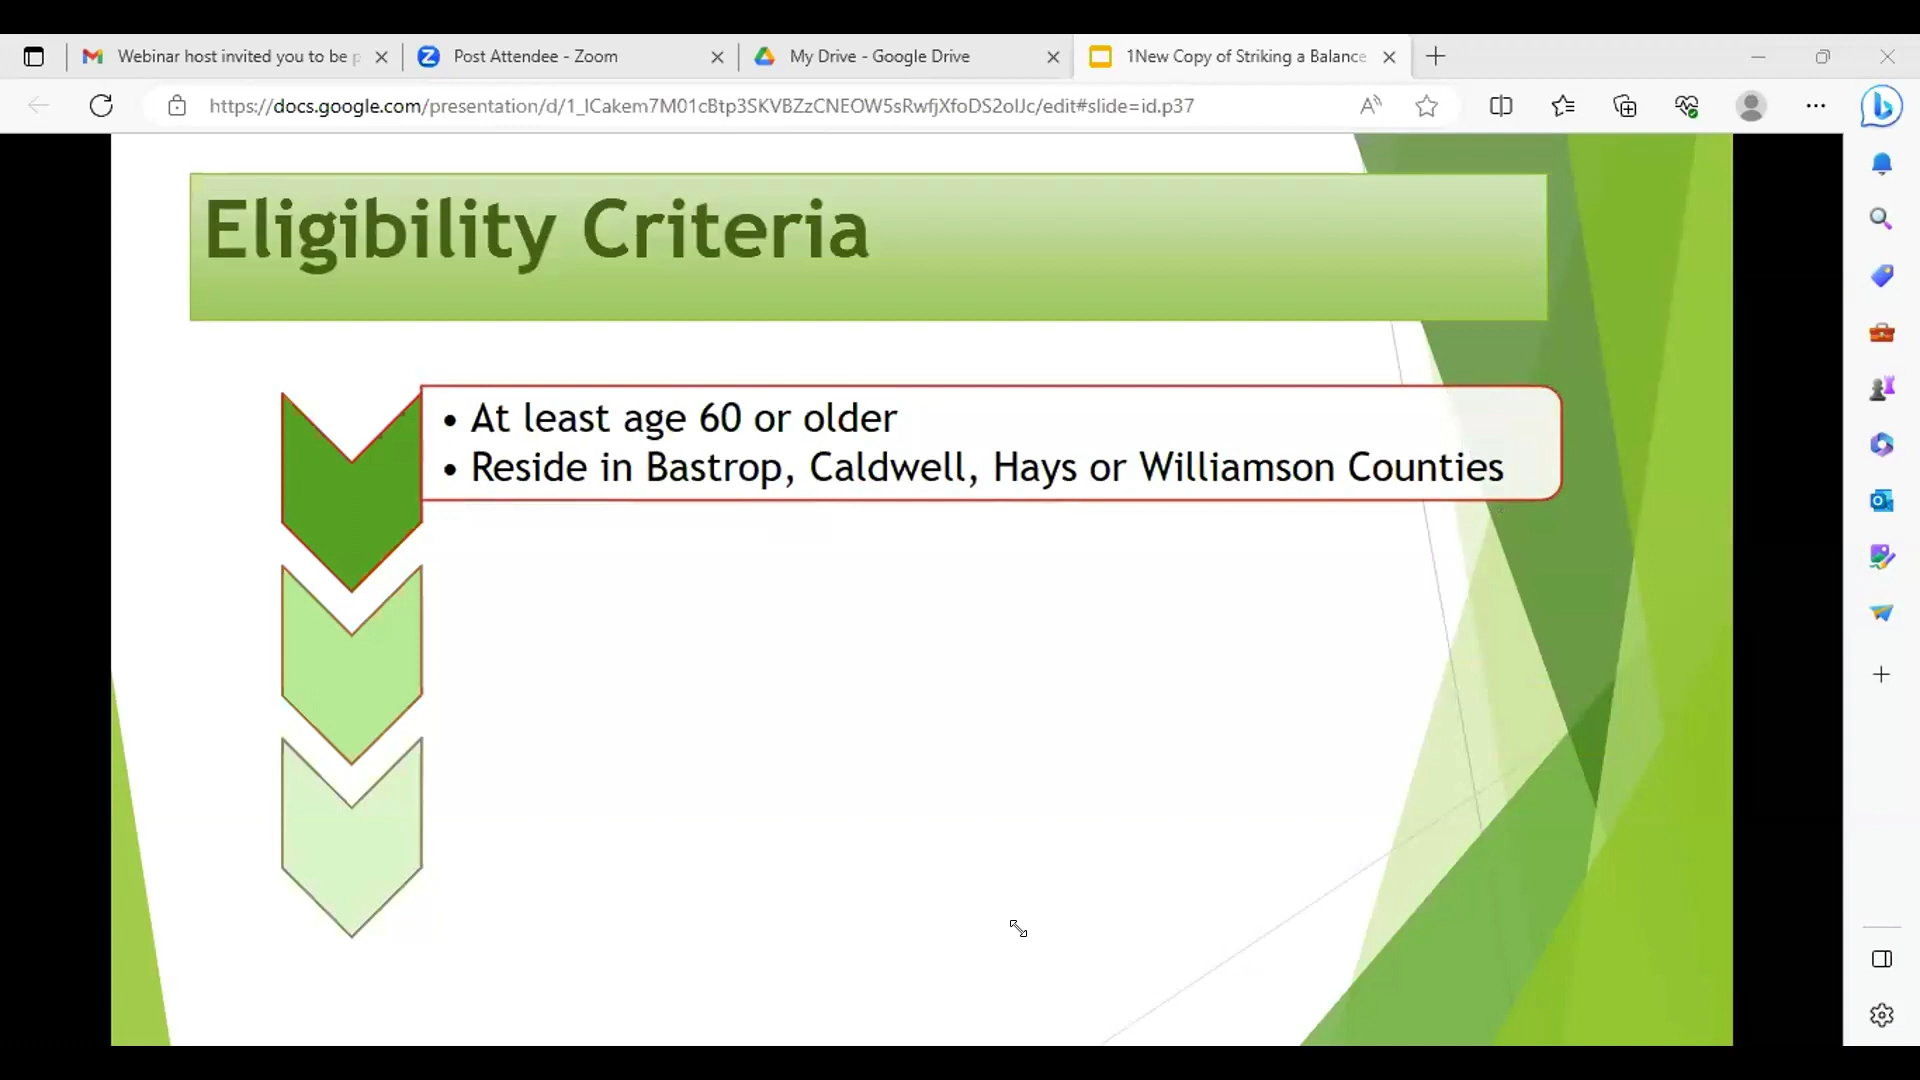 Webinar host invited you to be p
Post Attendee - Zoom
My Drive - Google Drive
1New Copy of Striking a Balance
https://docs.google.com/presentation/d/1_lCakem7M01cBtp3SKVBZzCNEOW5sRwfjXfoDS2olJc/edit#slide=id.p37
Eligibility Criteria
• At least age 60 or older
• Reside in Bastrop, Caldwell, Hays or Williamson Counties